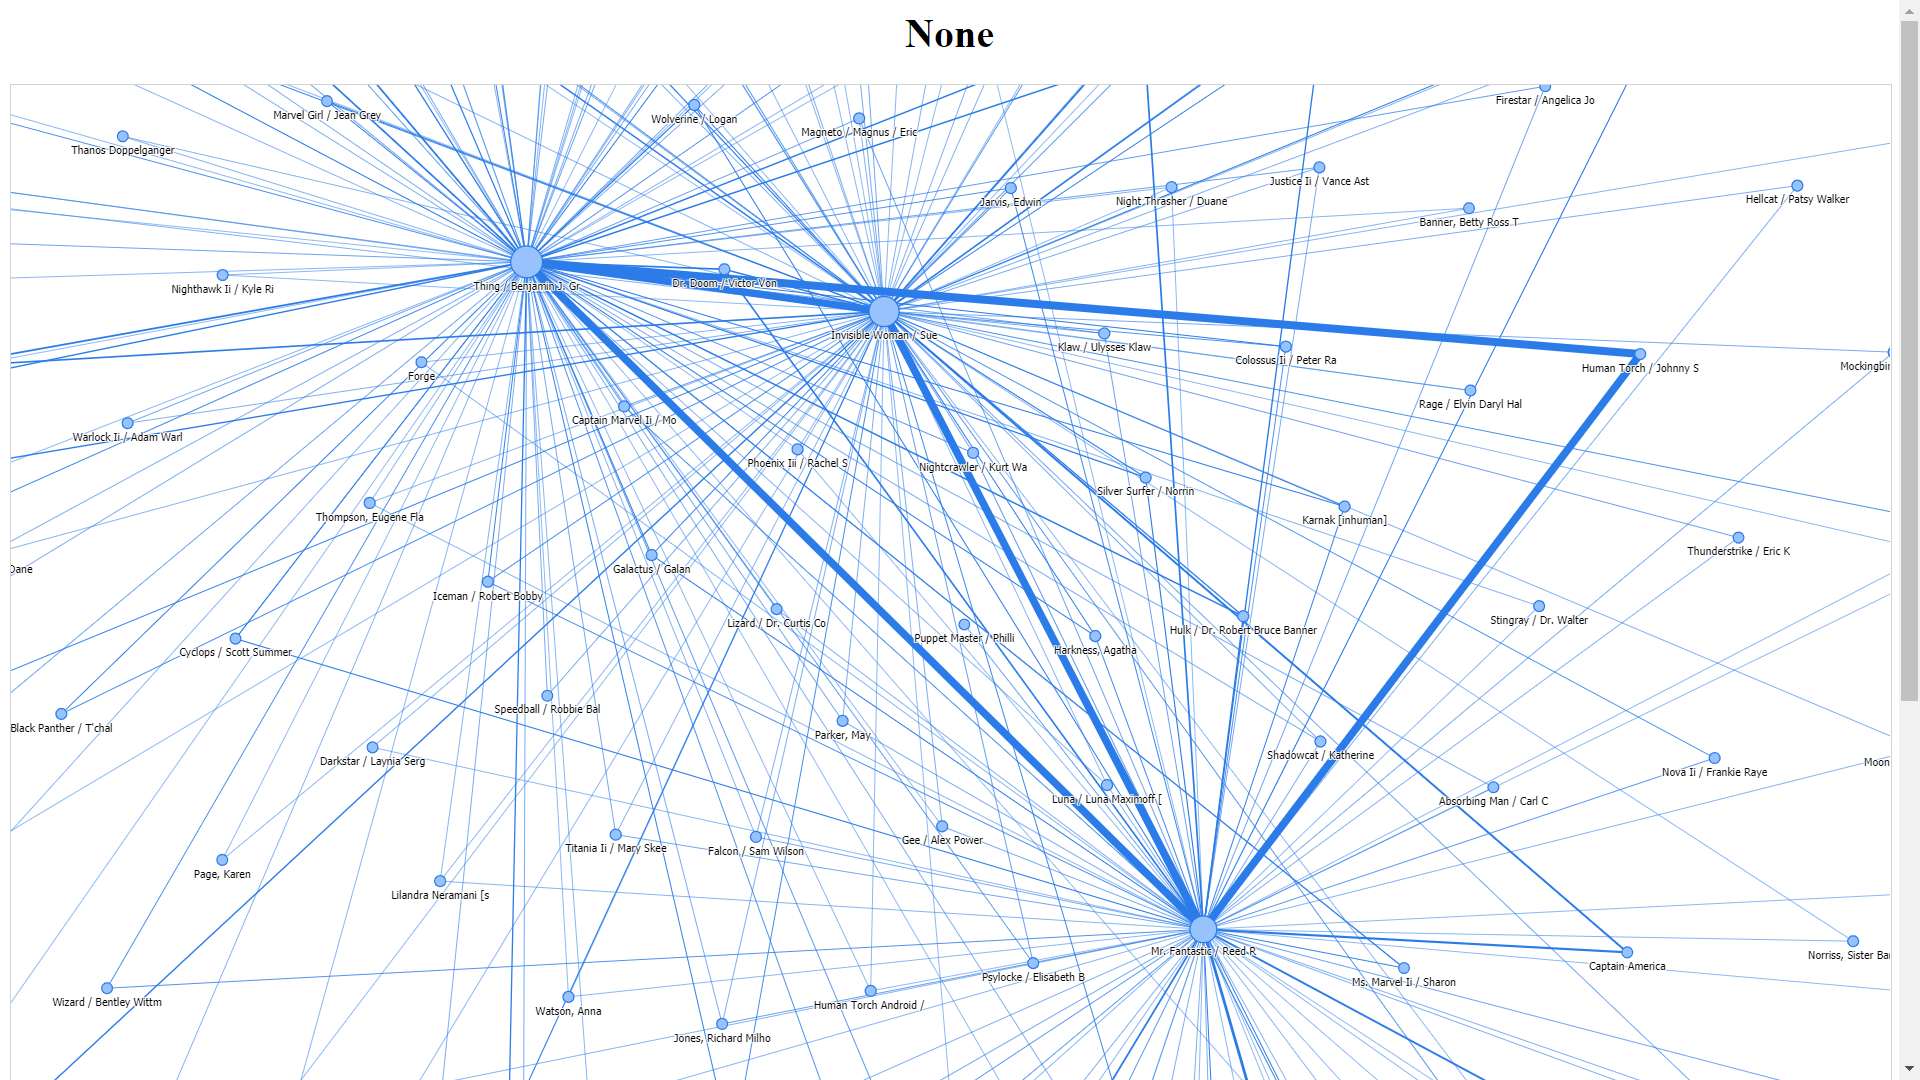 None
Firestar / Angelica Jo
Marvel Girl / Jean Grey
Wolverine / Logan
Magneto / Magnus / Eric
Thanos Doppelganger
Justice Ii / Vance Ast
Jarvis, Edwin
Night Thrasher / Duane
Hellcat / Patsy Walker
Banner, Betty Ross T
Nighthawk Ii / Kyle Ri
Thing / Benjamin J. Gr
Dr. Doom / Victor Von
Invisible Woman / Sue
Klaw / Ulysses Klaw
Colossus Ii / Peter Ra
Human Torch / Johnny S
Mockingbir
Forge
Rage / Elvin Daryl Hal
Captain Marvel Ii / Mo
Warlock Ii / Adam Warl
Phoenix Iii / Rachel S
Nightcrawler / Kurt Wa
Silver Surfer / Norrin
Thompson, Eugene Fla
Karnak [inhuman]
Thunderstrike / Eric K
Dane
Galactus / Galan
Iceman / Robert Bobby
Lizard / Dr. Curtis Co
Stingray / Dr. Walter
Hulk / Dr. Robert Bruce Banner
Puppet Master / Philli
Harkness, Agatha
Cyclops / Scott Summer
Speedball / Robbie Bal
Black Panther / T'chal
Parker, May
Shadowcat / Katherine
Darkstar / Laynia Serg
Moon
Nova Ii / Frankie Raye
Luna / Luna Maximoff [
Absorbing Man / Carl C
Gee / Alex Power
Titania Ii / Mary Skee
Falcon / Sam Wilson
Page, Karen
Lilandra Neramani [s
Mr. Fantastic / Reed R
Norriss, Sister Ba
Captain America
Psylocke / Elisabeth B
Ms. Marvel Ii / Sharon
Wizard / Bentley Wittm
Human Torch Android /
Watson, Anna
Jones, Richard Milho